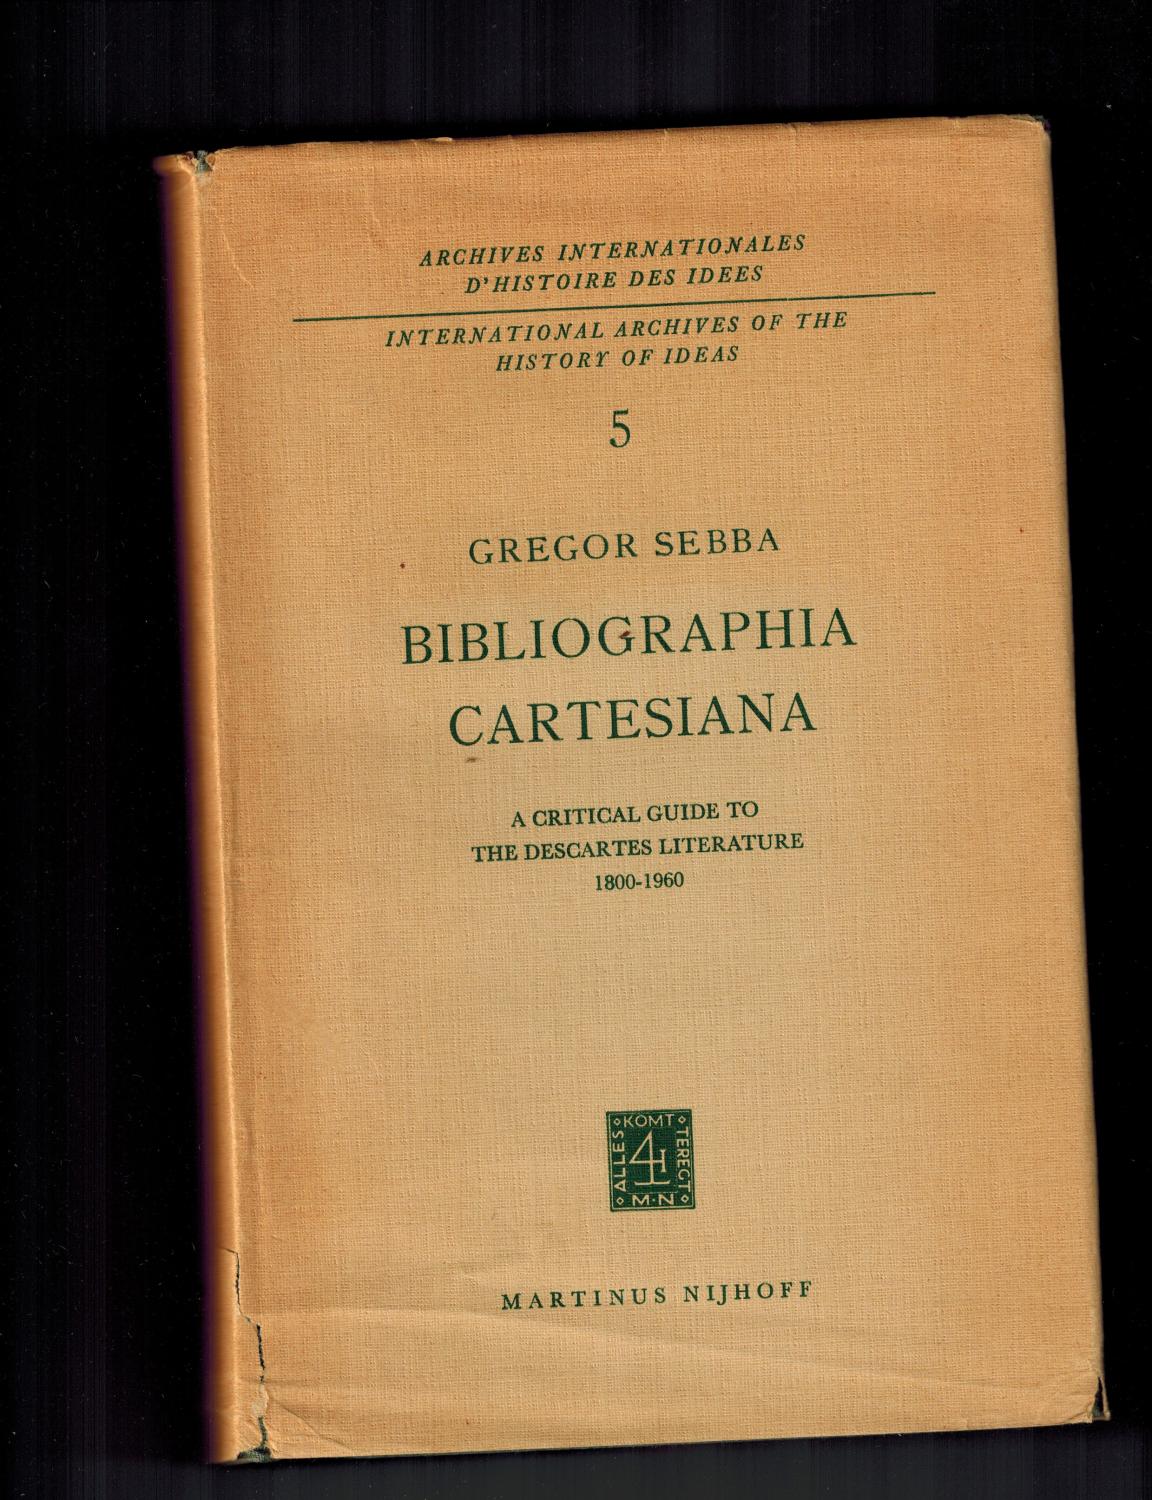 ARCHIVES INTERNATIONALES
D'HISTOIRE DES IDEES
INTERNATIONAL ARCHIVES OF THE
HISTORY OF IDEAS
5
GREGOR SEBBA
BIBLIOGRAPHIA
CARTESIANA
A CRITICAL GUIDE TO
THE DESCARTES LITERATURE
1800-1960
ALLES
KOMT
TERECT
M·N
MARTINUS NIJHOFF